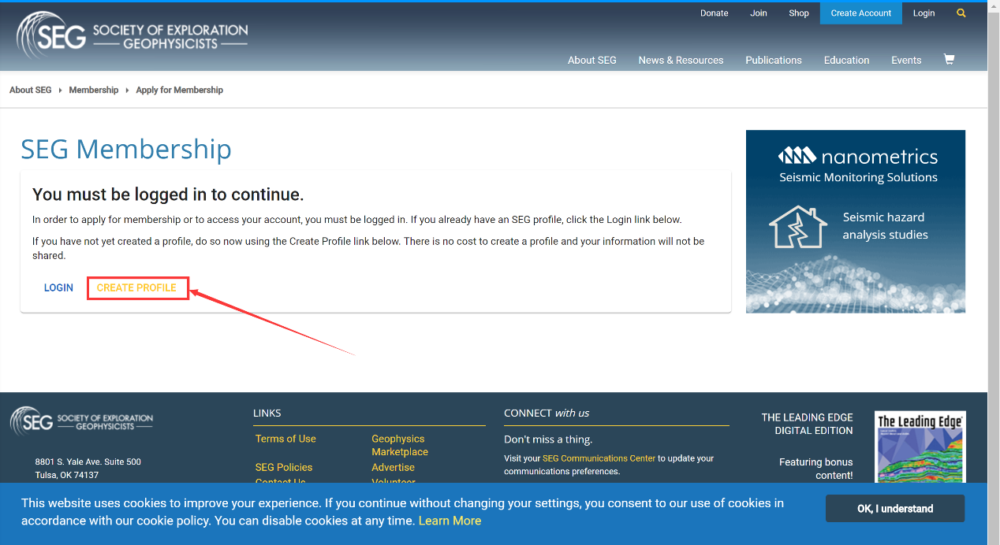 Donate Join Shop Create Account Login
SEG SOCIETY OF EXPLORATION
GEOPHYSICISTS
About SEG News & Resources Publications Education Events
About SEG Membership Apply for Membership
SEG Membership
You must be logged in to continue.
In order to apply for membership or to access your account, you must be logged in. If you already have an SEG profile, click the Login link below.
If you have not yet created a profile, do so now using the Create Profile link below. There is no cost to create a profile and your information will not be
shared.
LOGIN CREATE PROFILE
nanometrics
Seismic Monitoring Solutions
Seismic hazard
analysis studies
SEG SOCIETY OF EXPLORATION
GEOPHYSICISTS
8801 S. Yale Ave. Suite 500
Tulsa, OK 74137
LINKS
Terms of Use
SEG Policies
Contact Us
Geophysics
Marketplace
Advertise
Volunteer
CONNECT with us
Don't miss a thing.
Visit your SEG Communications Center to update your
communications preferences.
THE LEADING EDGE
DIGITAL EDITION
Featuring bonus
content!
The Leading Edge
This website uses cookies to improve your experience. If you continue without changing your settings, you consent to our use of cookies in
accordance with our cookie policy. You can disable cookies at any time. Learn More
OK, I understand